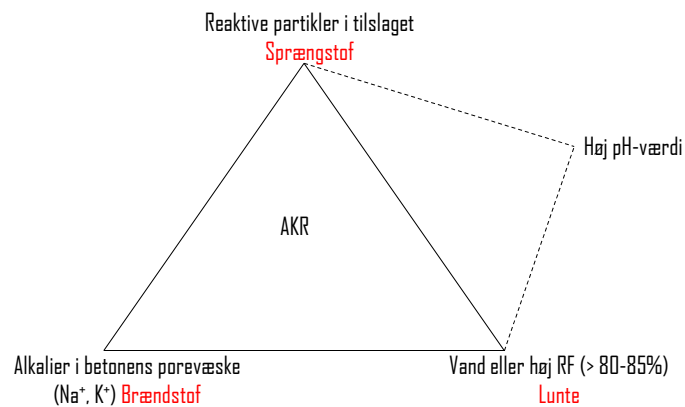 Reaktive partikler i tilslaget
Sprængstof
Høj pH-værdi
AKR
Alkalier i betonens porevæske
(Na⁺, K⁺) Brændstof
Vand eller høj RF (> 80-85%)
Lunte